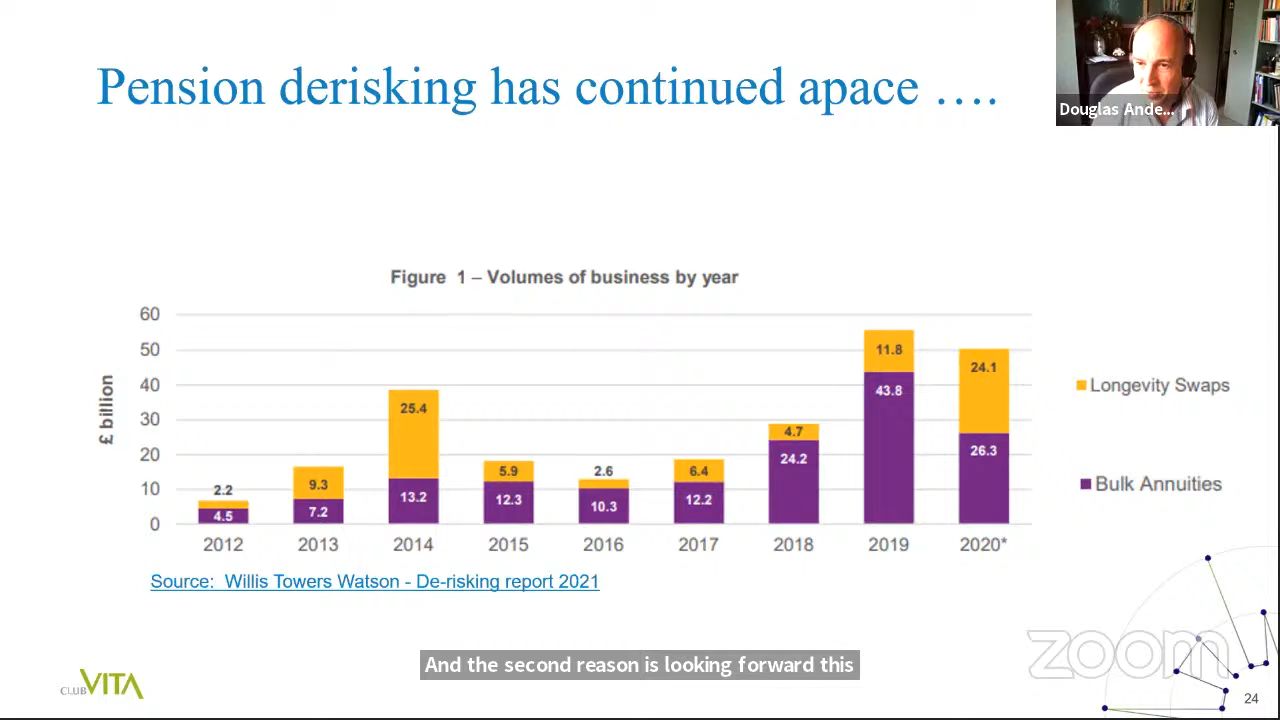 Pension derisking has continued apace ….
Douglas Ande...
Figure 1 – Volumes of business by year
£ billion
60
50
40
30
20
10
0
2.2
4.5
9.3
7.2
25.4
13.2
5.9
12.3
2.6
10.3
6.4
12.2
4.7
24.2
11.8
43.8
24.1
26.3
2012 2013 2014 2015 2016 2017 2018 2019 2020*
Longevity Swaps
Bulk Annuities
Source: Willis Towers Watson - De-risking report 2021
And the second reason is looking forward this
zoom
CLUB VITA
24